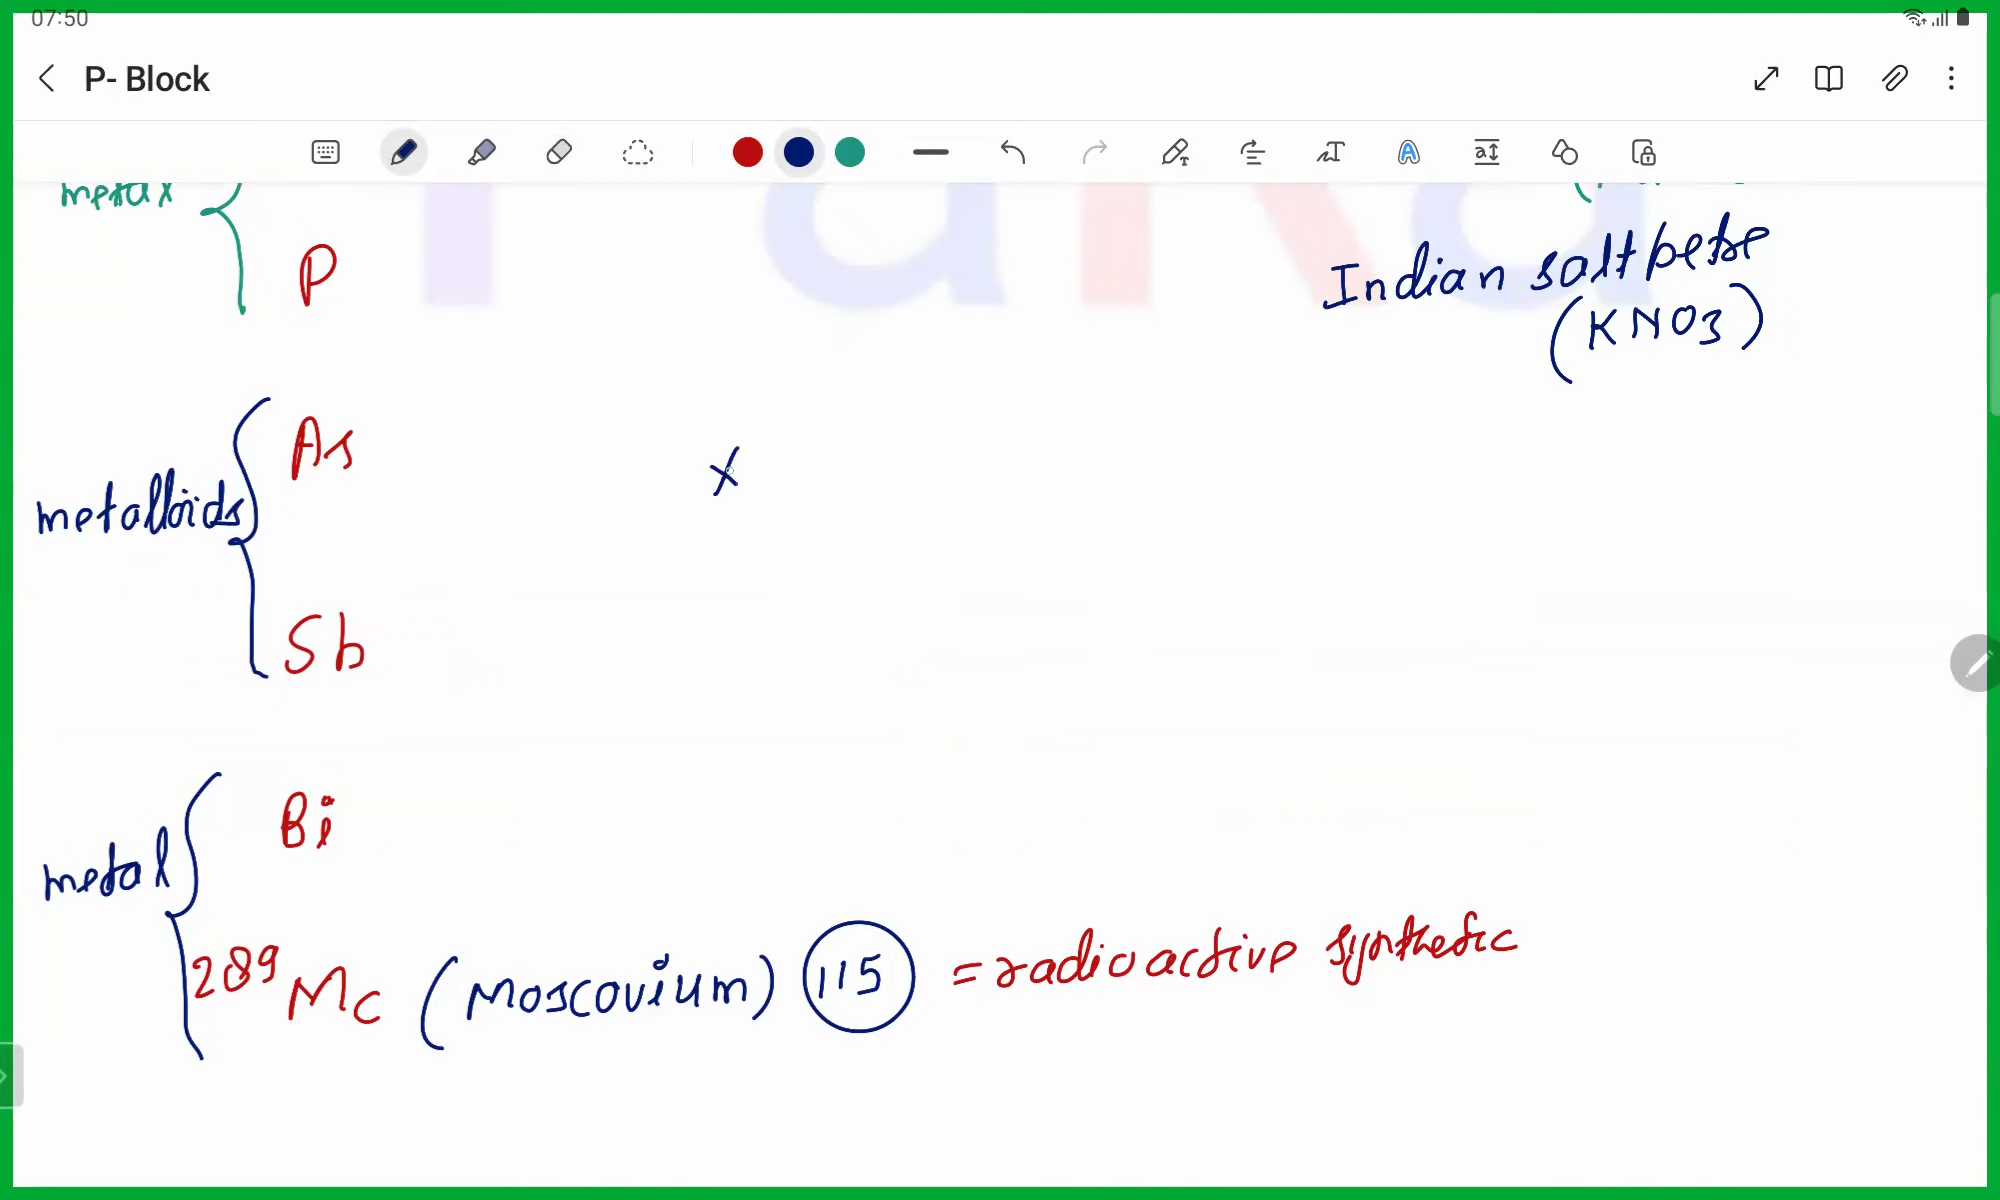 07:50
P- Block
metal
P
Indian saltpetre
(KNO3)
As
metalloids
X
Sb
Bi
metal
289Mc (Moscovium) 115 = radioactive synthetic